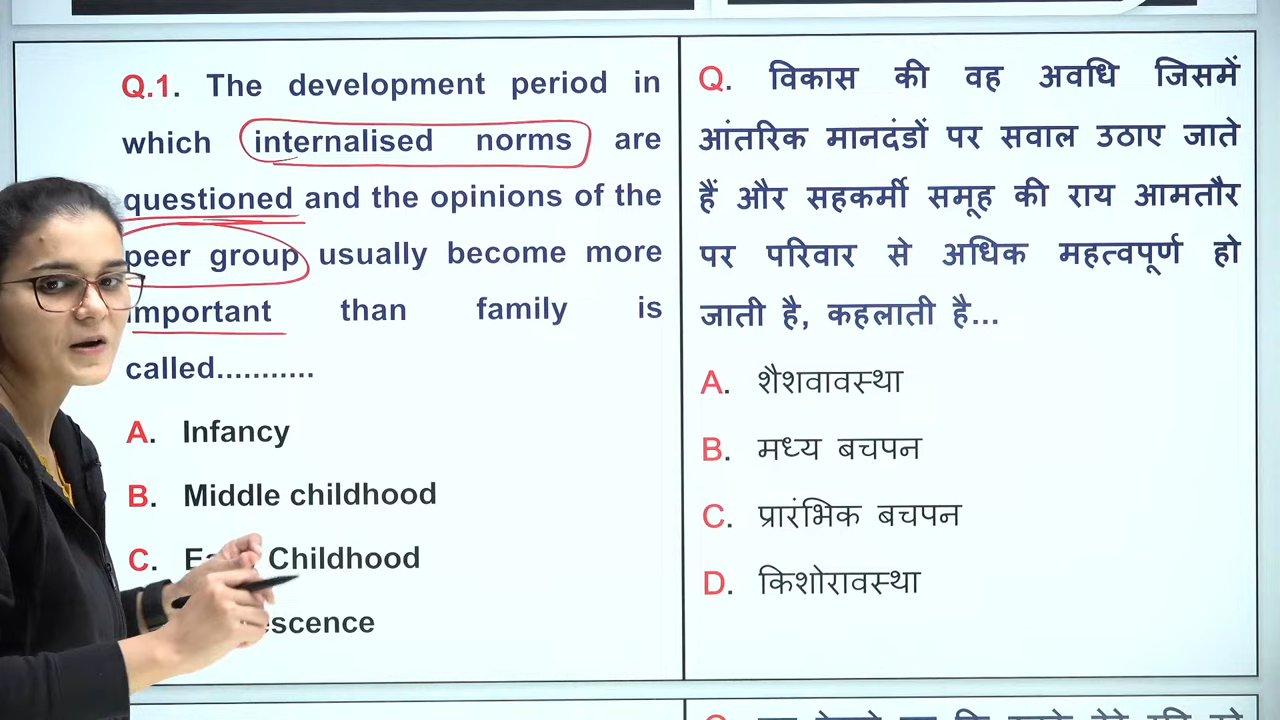 Q.1. The development period in
which internalised norms are
questioned and the opinions of the
peer group usually become more
important than family is
called...........
A. Infancy
B. Middle childhood
C. Childhood
escence
Q. विकास की वह अवधि जिसमें
आंतरिक मानदंडों पर सवाल उठाए जाते
हैं और सहकर्मी समूह की राय आमतौर
पर परिवार से अधिक महत्वपूर्ण हो
जाती है, कहलाती है...
A. शैशवावस्था
B. मध्य बचपन
C. प्रारंभिक बचपन
D. किशोरावस्था